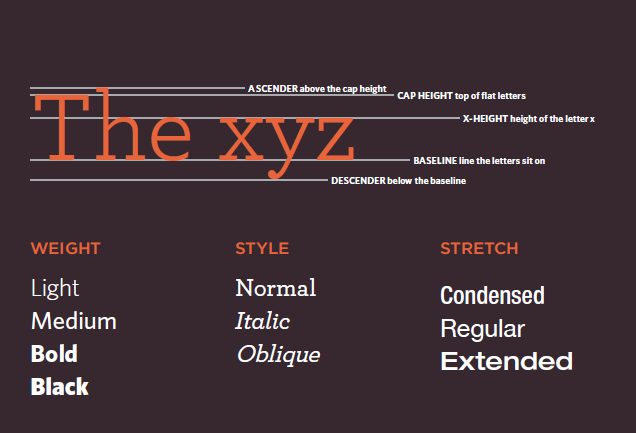 The xyz
ASCENDER above the cap height
CAP HEIGHT top of flat letters
X-HEIGHT height of the letter x
BASELINE line the letters sit on
DESCENDER below the baseline
WEIGHT
Light
Medium
Bold
Black
STYLE
Normal
Italic
Oblique
STRETCH
Condensed
Regular
Extended